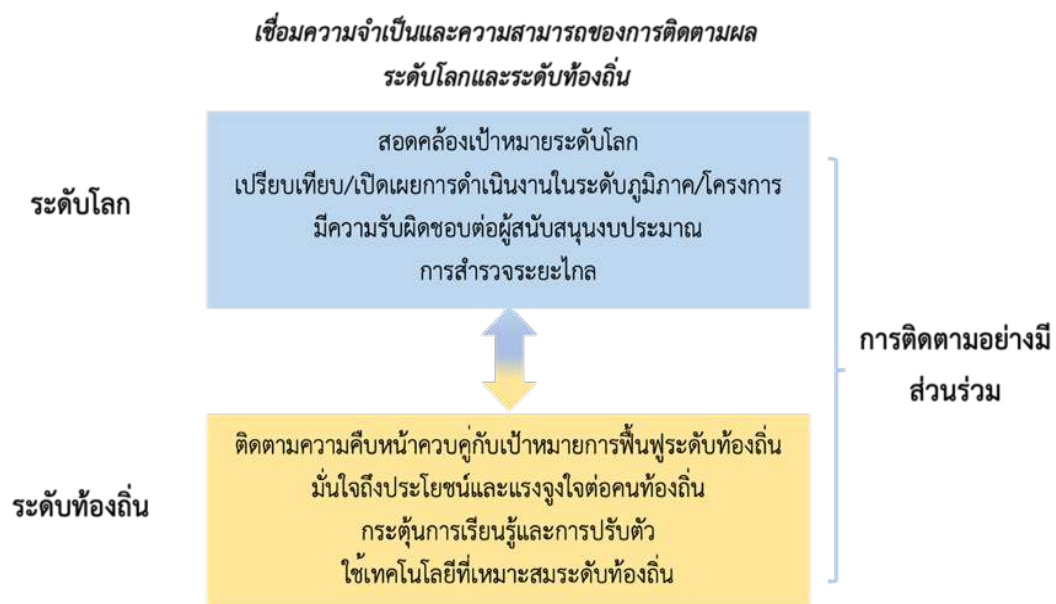 เชื่อมความจำเป็นและความสามารถของการติดตามผล
ระดับโลกและระดับท้องถิ่น
ระดับโลก
สอดคล้องเป้าหมายระดับโลก
เปรียบเทียบ/เปิดเผยการดำเนินงานในระดับภูมิภาค/โครงการ
มีความรับผิดชอบต่อผู้สนับสนุนงบประมาณ
การสำรวจระยะไกล
การติดตามอย่างมี
ส่วนร่วม
ระดับท้องถิ่น
ติดตามความคืบหน้าควบคู่กับเป้าหมายการฟื้นฟูระดับท้องถิ่น
มั่นใจถึงประโยชน์และแรงจูงใจต่อคนท้องถิ่น
กระตุ้นการเรียนรู้และการปรับตัว
ใช้เทคโนโลยีที่เหมาะสมระดับท้องถิ่น